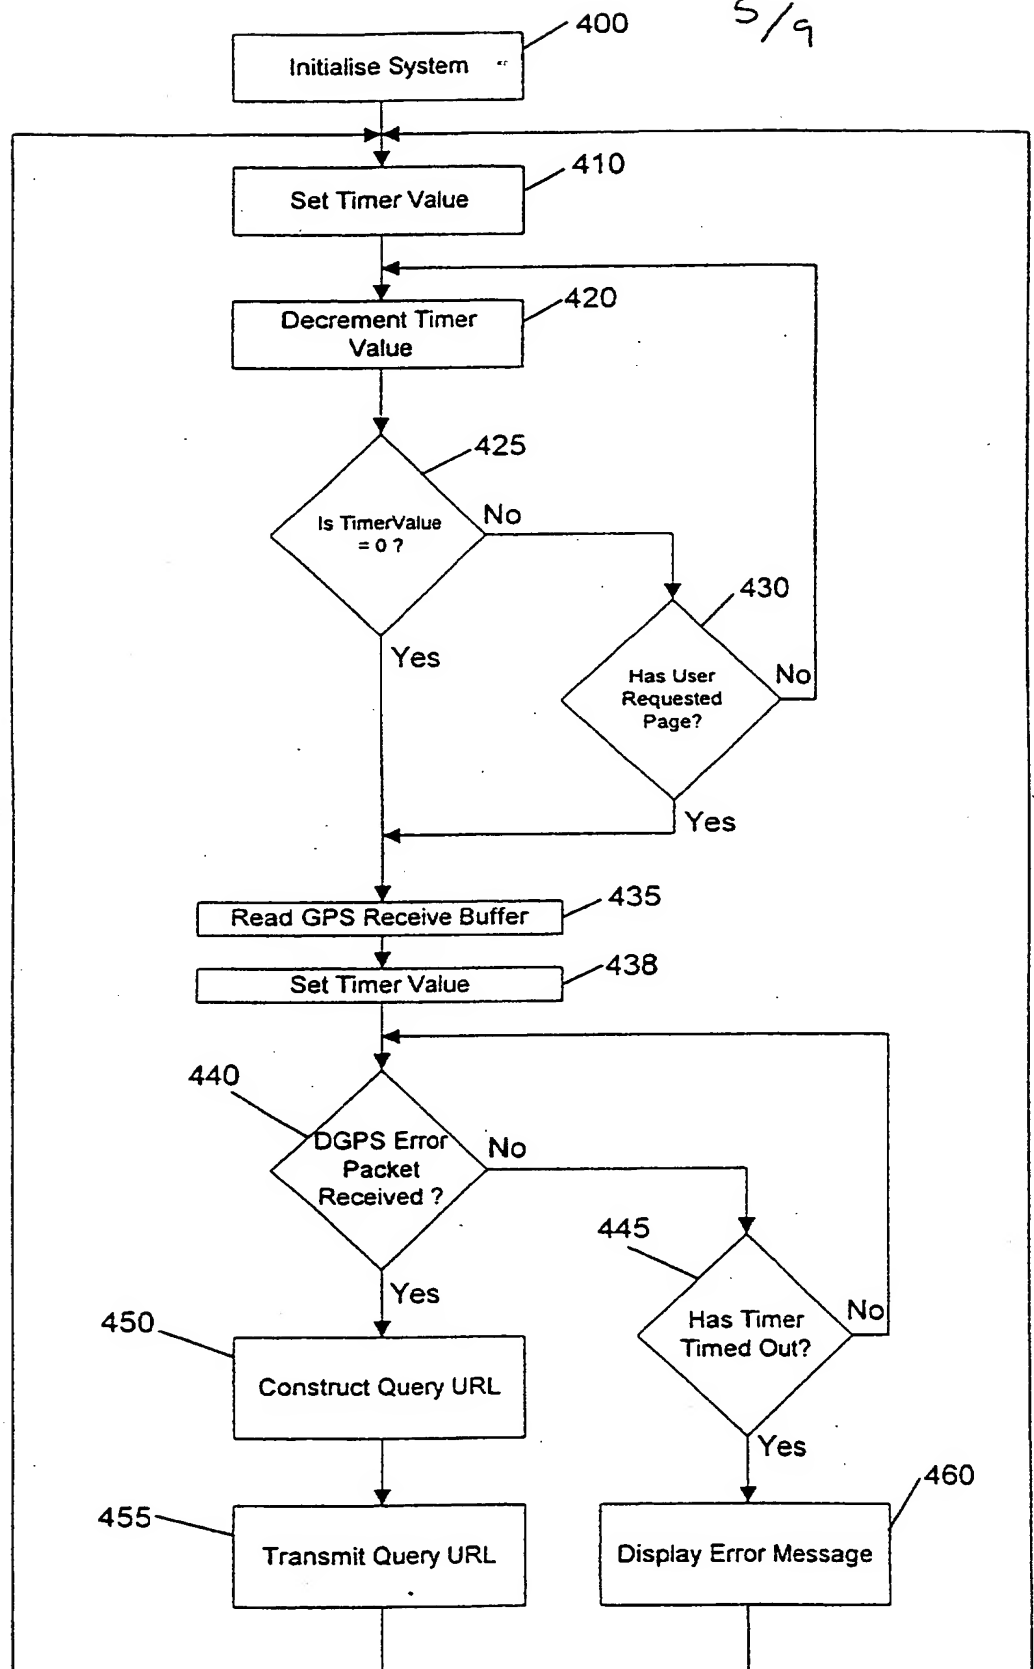 5/9
400
Initialise System
410
Set Timer Value
420
Decrement Timer
Value
425
Is TimerValue
= 0 ?
No
430
Has User
Requested
Page?
No
Yes
Yes
435
Read GPS Receive Buffer
438
Set Timer Value
440
DGPS Error
Packet
Received ?
No
445
Has Timer
Timed Out?
No
Yes
450
Construct Query URL
Yes
460
455
Transmit Query URL
Display Error Message